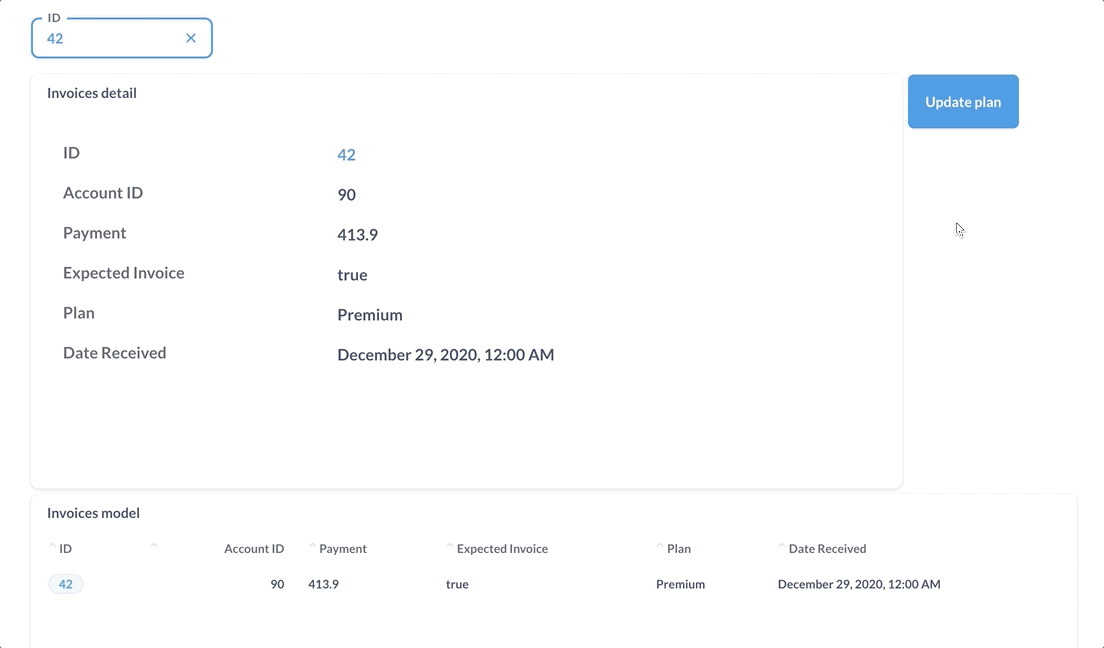 ID
42
Invoices detail
Update plan
ID 42
Account ID 90
Payment 413.9
Expected Invoice true
Plan Premium
Date Received December 29, 2020, 12:00 AM
Invoices model
ID Account ID Payment Expected Invoice Plan Date Received
42 90 413.9 true Premium December 29, 2020, 12:00 AM